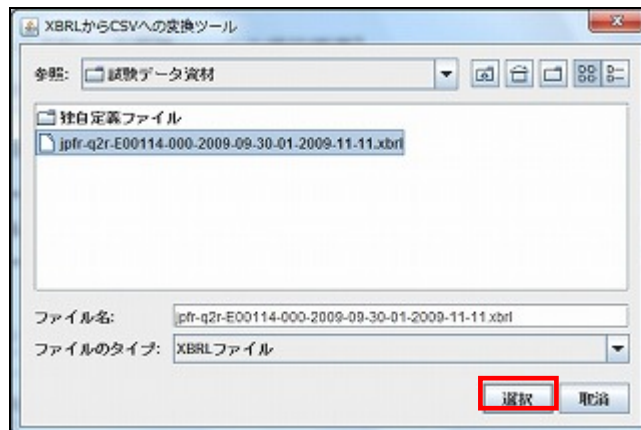 XBRLからCSVへの変換ツール
参照: 試験データ資材
独自定義ファイル
jpfr-q2r-E00114-000-2009-09-30-01-2009-11-11.xbrl
ファイル名: jpfr-q2r-E00114-000-2009-09-30-01-2009-11-11.xbrl
ファイルのタイプ: XBRLファイル
選択 取消